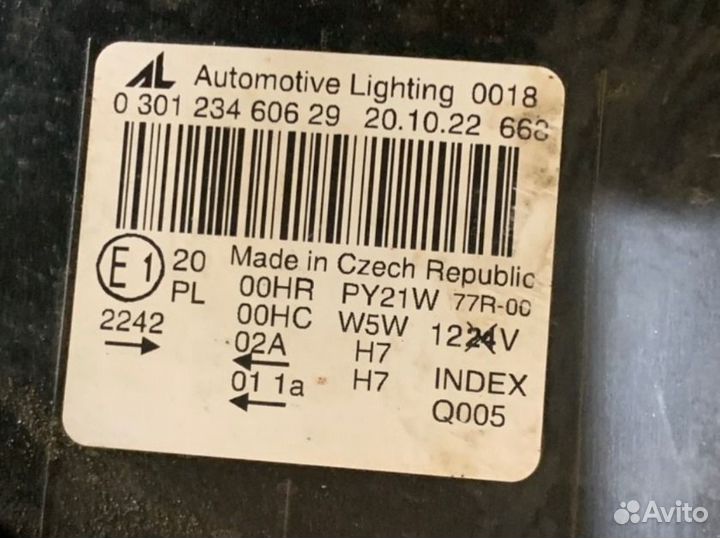 AL Automotive Lighting 0018
0 301 234 606 29 20.10.22 668
E1 20 Made in Czech Republic
PL 00HR PY21W 77R-00
2242 00HC W5W 1224V
02A H7
01 1a H7 INDEX
Q005
Avito